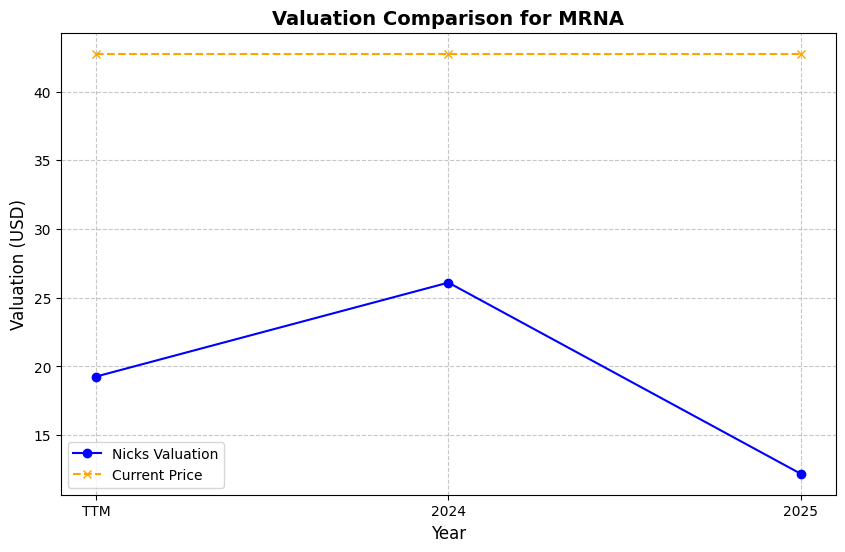 Valuation Comparison for MRNA
Valuation (USD)
40
35
30
25
20
15
Nicks Valuation
Current Price
TTM
2024
2025
Year